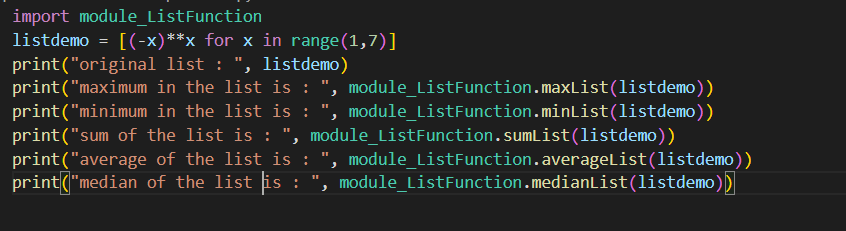 import module_ListFunction
listdemo = [(-x)**x for x in range(1,7)]
print("original list : ", listdemo)
print("maximum in the list is : ", module_ListFunction.maxList(listdemo))
print("minimum in the list is : ", module_ListFunction.minList(listdemo))
print("sum of the list is : ", module_ListFunction.sumList(listdemo))
print("average of the list is : ", module_ListFunction.averageList(listdemo))
print("median of the list is : ", module_ListFunction.medianList(listdemo))